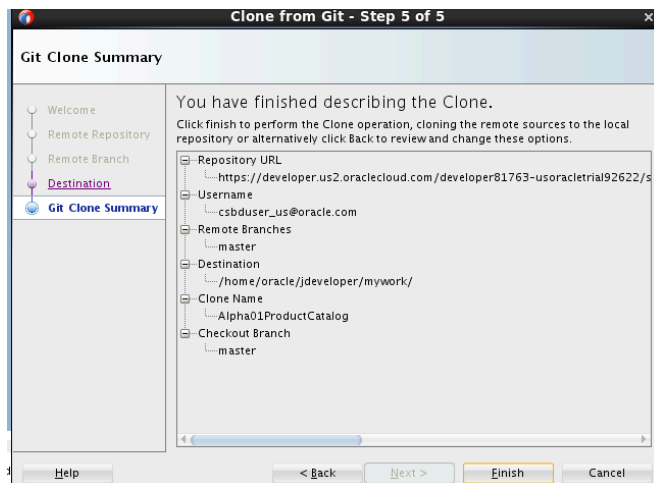 Clone from Git - Step 5 of 5
Git Clone Summary
Welcome
Remote Repository
Remote Branch
Destination
Git Clone Summary
You have finished describing the Clone.
Click finish to perform the Clone operation, cloning the remote sources to the local
repository or alternatively click Back to review and change these options.
Repository URL
https://developer.us2.oraclecloud.com/developer81763-usoracletrial92622/s
Username
csbduser_us@oracle.com
Remote Branches
master
Destination
/home/oracle/jdeveloper/mywork/
Clone Name
Alpha01ProductCatalog
Checkout Branch
master
Help
< Back
Next >
Finish
Cancel